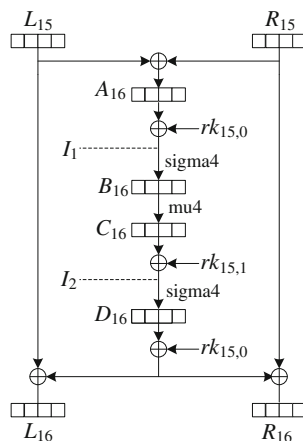 L15 R15
A16
rk15,0
I1
sigma4
B16
mu4
C16
rk15,1
I2
sigma4
D16
rk15,0
L16 R16